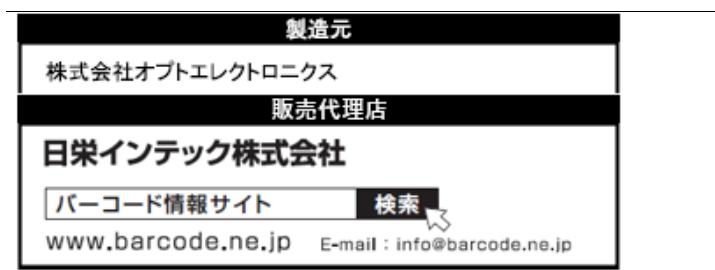 製造元
株式会社オプトエレクトロニクス
販売代理店
日栄インテック株式会社
バーコード情報サイト 検索
www.barcode.ne.jp E-mail：info@barcode.ne.jp